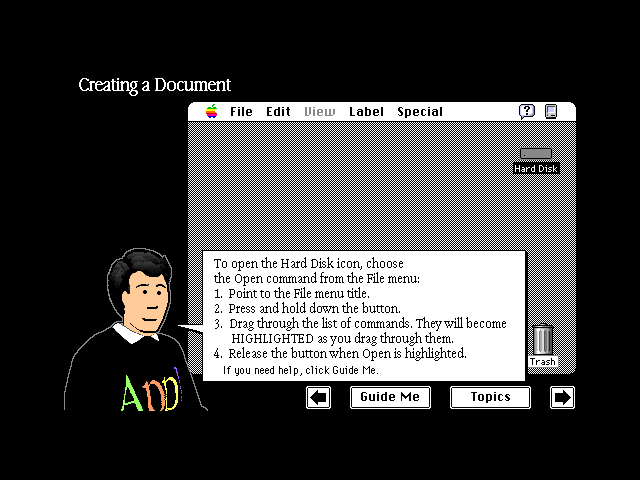 Creating a Document
File Edit View Label Special
Hard Disk
To open the Hard Disk icon, choose
the Open command from the File menu:
1. Point to the File menu title.
2. Press and hold down the button.
3. Drag through the list of commands. They will become
HIGHLIGHTED as you drag through them.
4. Release the button when Open is highlighted.
If you need help, click Guide Me.
Trash
Appl
Guide Me Topics